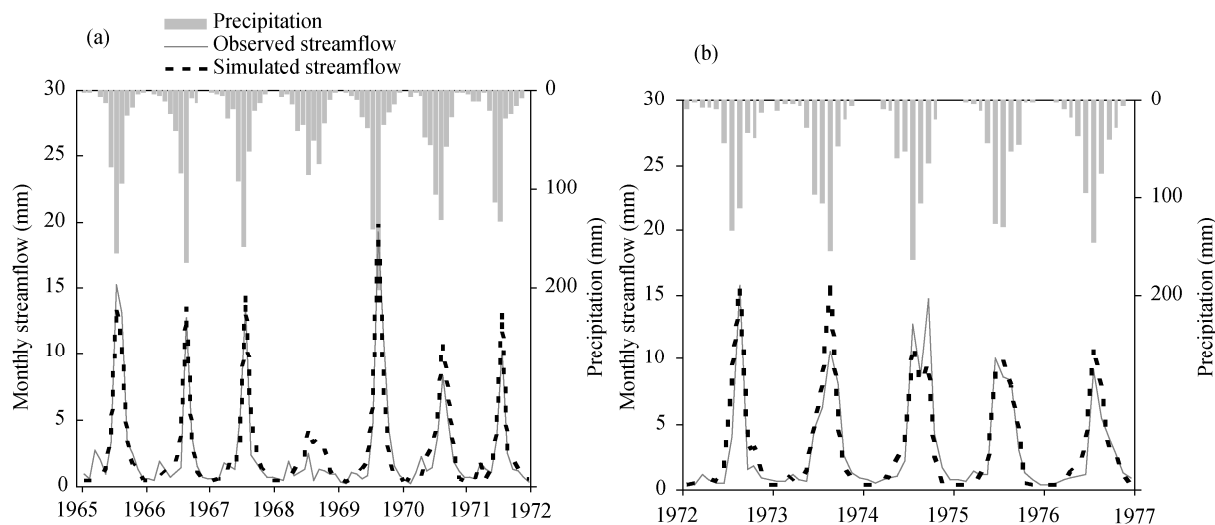 (a)
Precipitation
Observed streamflow
Simulated streamflow
30
25
20
15
10
5
0
Monthly streamflow (mm)
0
100
200
Precipitation (mm)
1965 1966 1967 1968 1969 1970 1971 1972
(b)
30
25
20
15
10
5
0
Monthly streamflow (mm)
0
100
200
Precipitation (mm)
1972 1973 1974 1975 1976 1977